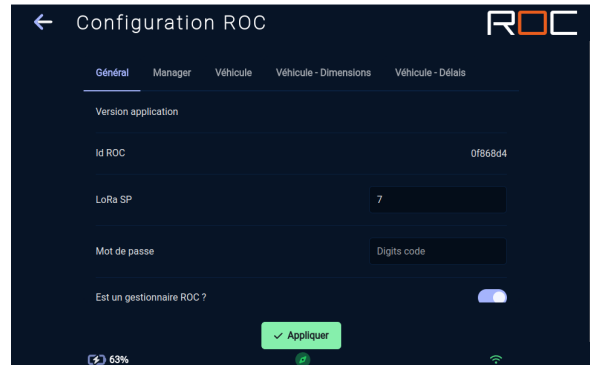 Configuration ROC
ROC
Général Manager Véhicule Véhicule - Dimensions Véhicule - Délais
Version application
Id ROC 0f868d4
LoRa SP 7
Mot de passe Digits code
Est un gestionnaire ROC ?
Appliquer
63%